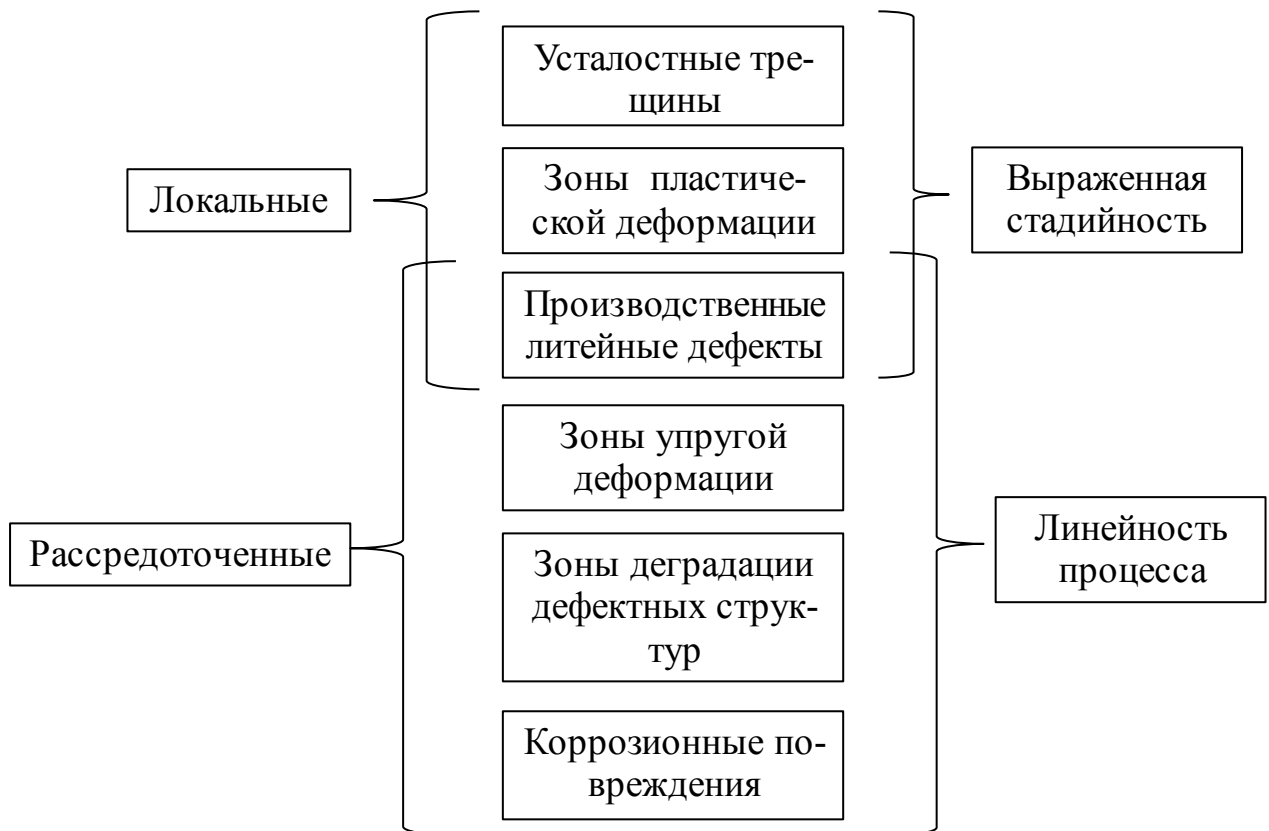 Усталостные тре-
щины
Локальные
Зоны пластиче-
ской деформации
Выраженная
стадийность
Производственные
литейные дефекты
Зоны упругой
деформации
Рассредоточенные
Зоны деградации
дефектных струк-
тур
Линейность
процесса
Коррозионные по-
вреждения